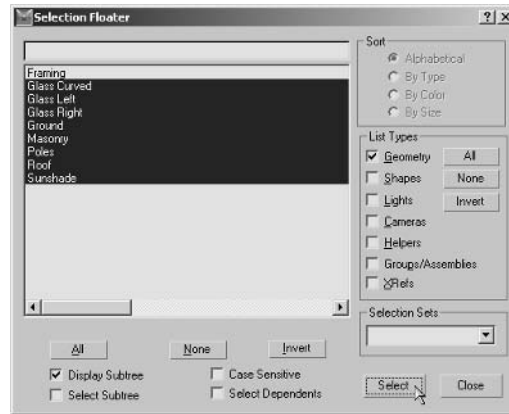 Selection Floater
Framing
Glass Curved
Glass Left
Glass Right
Ground
Masonry
Poles
Roof
Sunshade
All
None
Invert
Display Subtree
Case Sensitive
Select Subtree
Select Dependents
Sort
Alphabetical
By Type
By Color
By Size
List Types
Geometry
All
Shapes
None
Lights
Invert
Cameras
Helpers
Groups/Assemblies
XRefs
Selection Sets
Select
Close